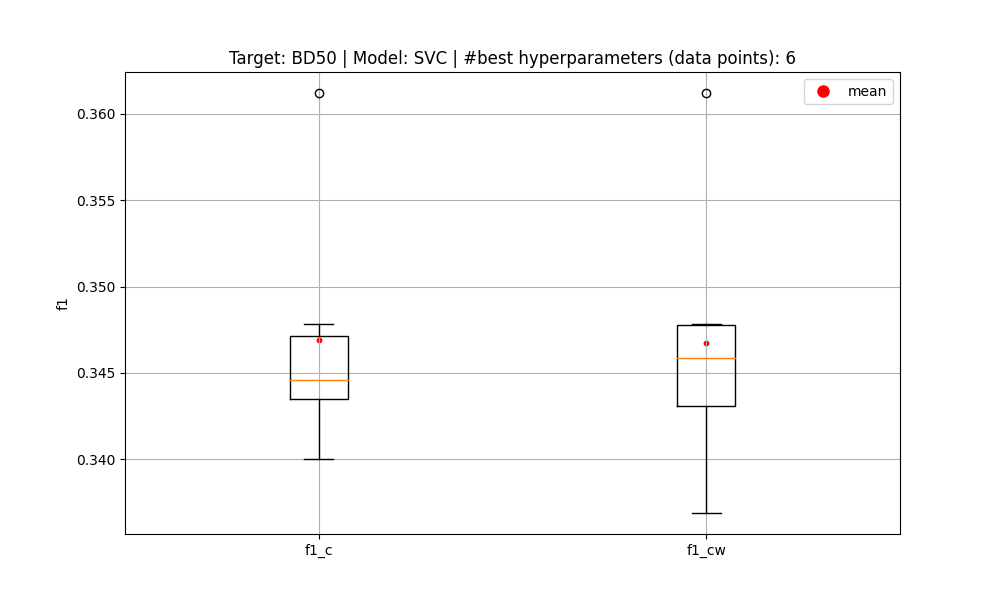 Target: BD50 | Model: SVC | #best hyperparameters (data points): 6
mean
0.360
0.355
0.350
0.345
0.340
f1
f1_c
f1_cw